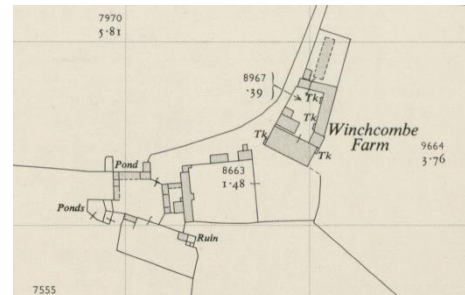 7970
5·81
8967
·39
Tks
Tk
Tk
Winchcombe
Farm
Tk
9664
3·76
Pond
8663
1·48
Ponds
Ruin
7555